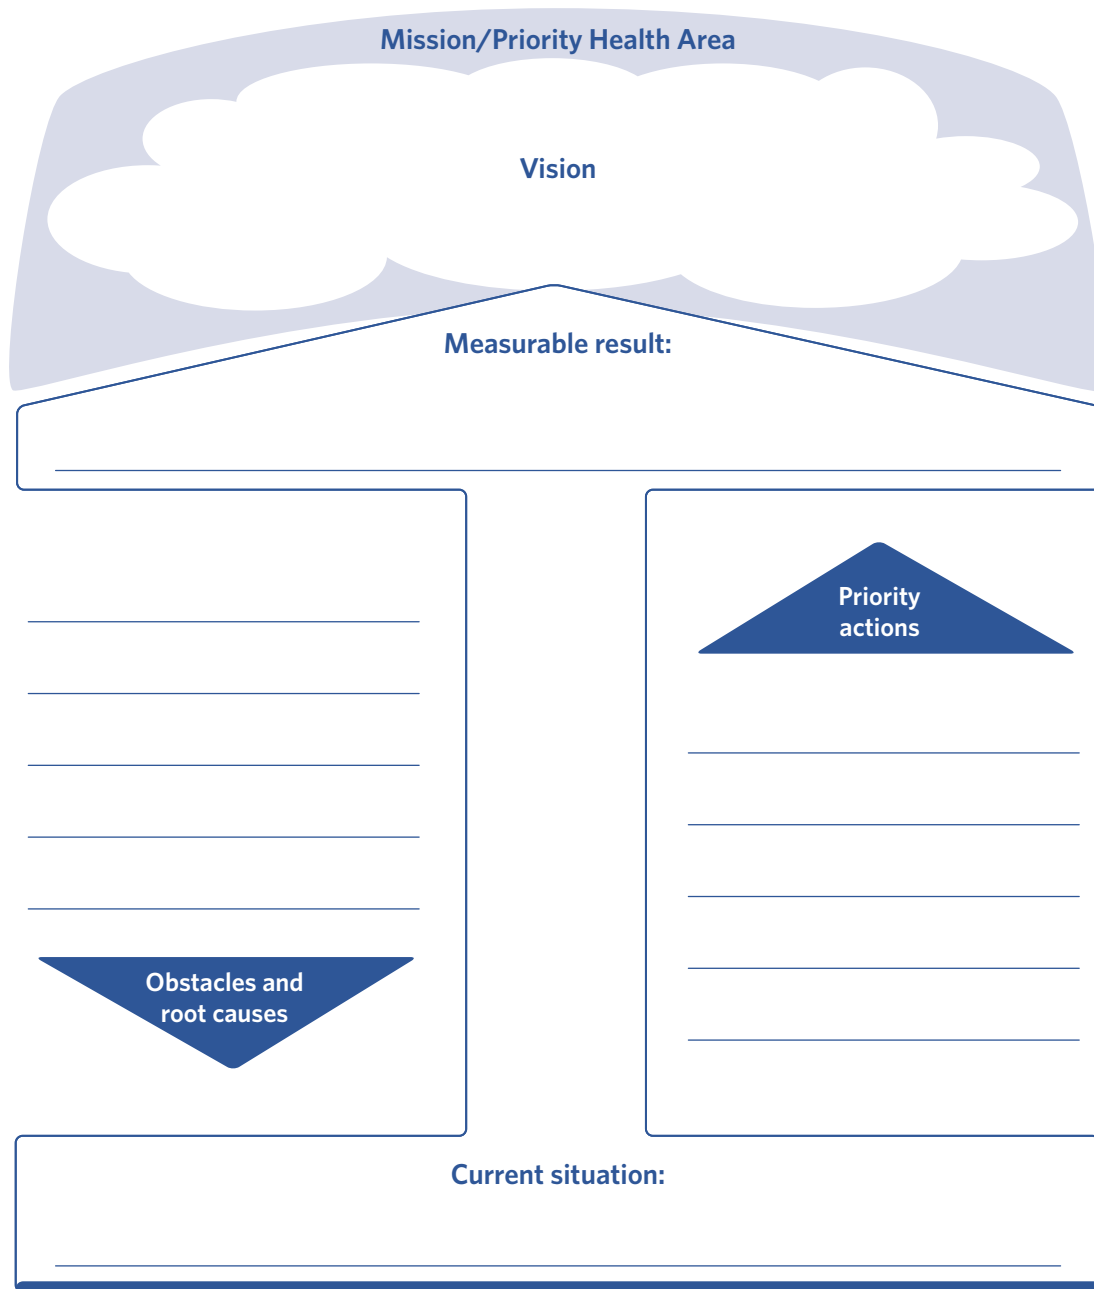 Mission/Priority Health Area
Vision
Measurable result:
Priority
actions
Obstacles and
root causes
Current situation: